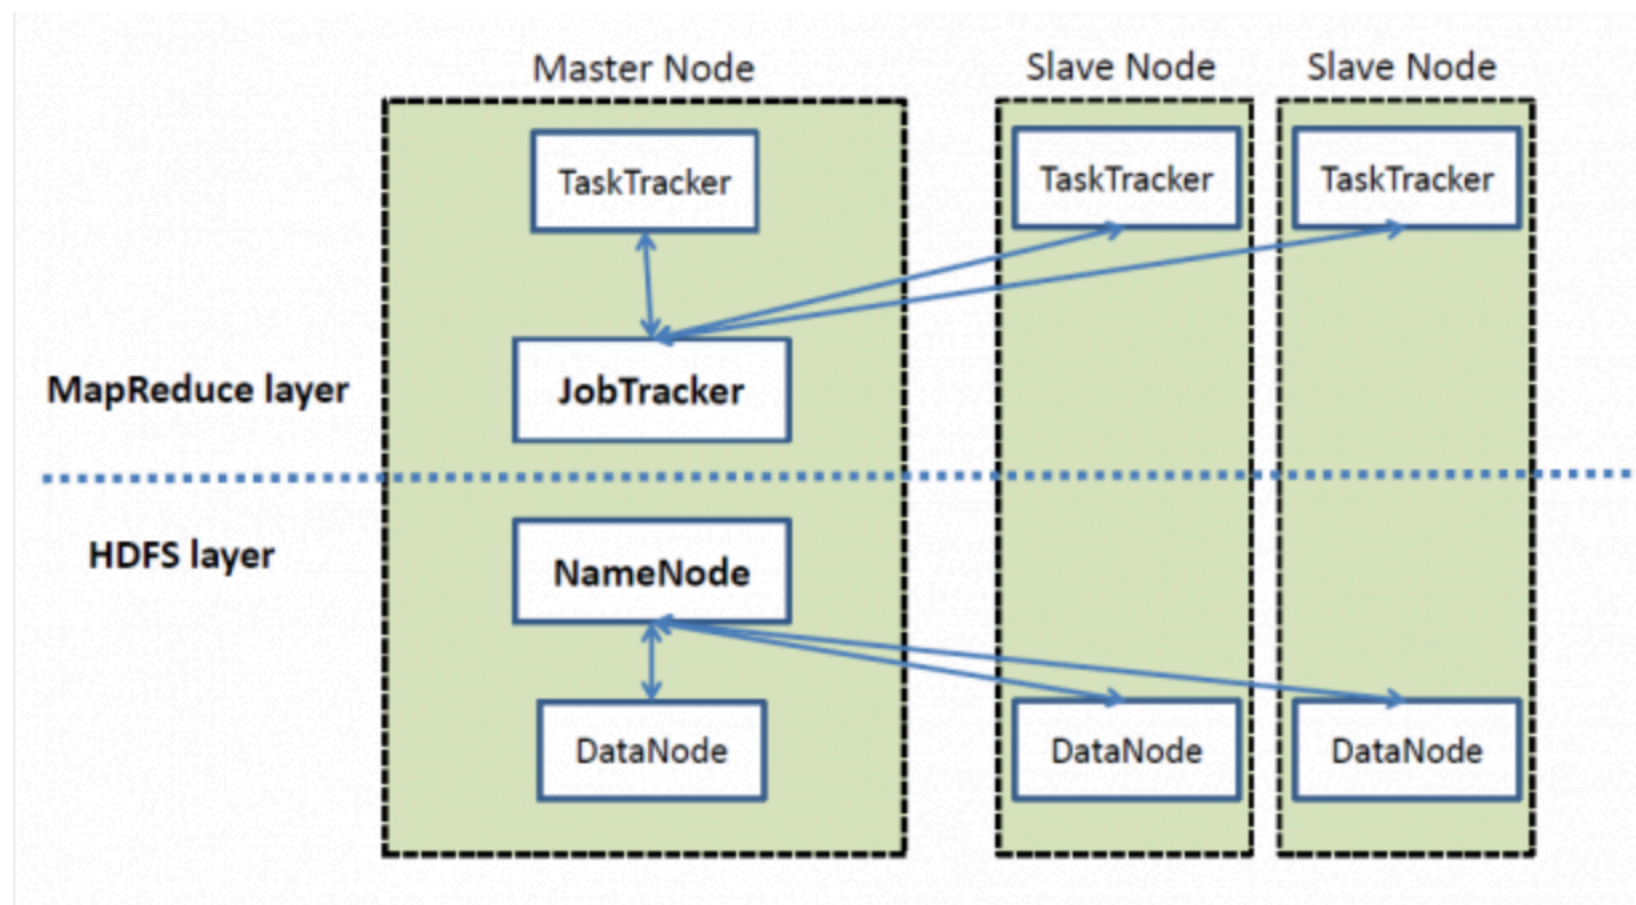 Master Node
Slave Node
Slave Node
TaskTracker
TaskTracker
TaskTracker
MapReduce layer
JobTracker
HDFS layer
NameNode
DataNode
DataNode
DataNode